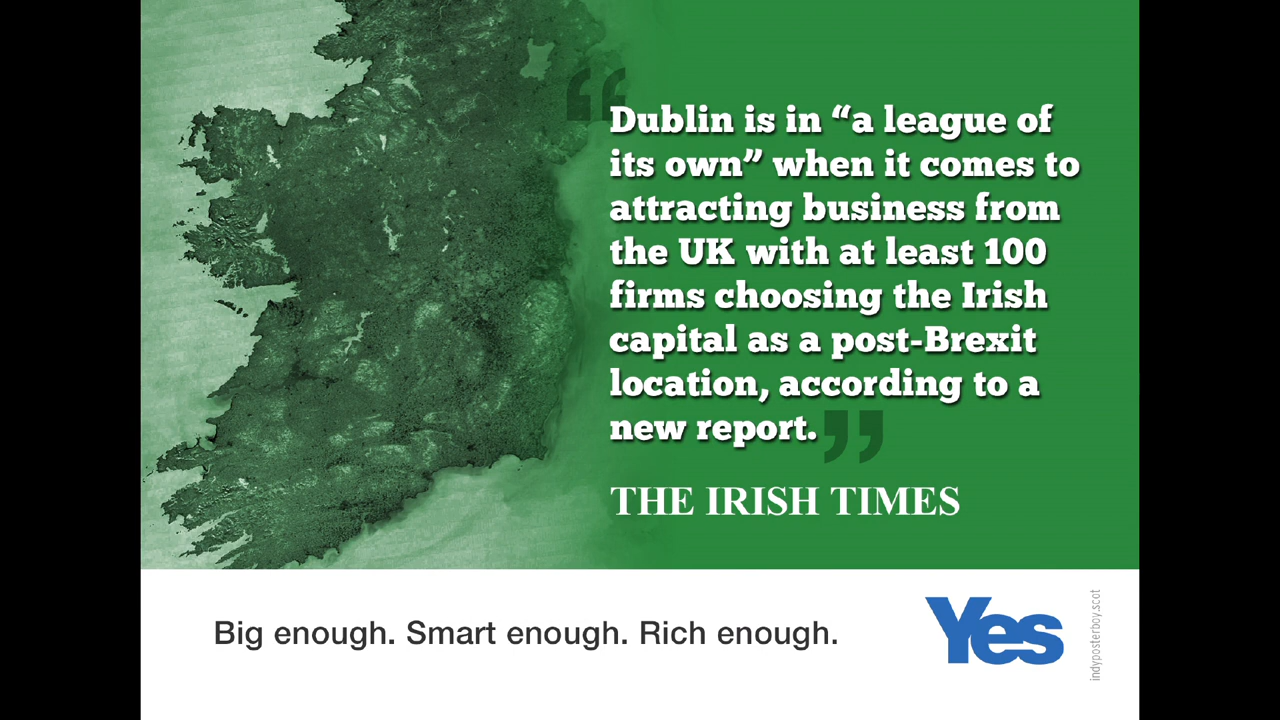 “
Dublin is in “a league of
its own” when it comes to
attracting business from
the UK with at least 100
firms choosing the Irish
capital as a post-Brexit
location, according to a
new report.”
THE IRISH TIMES
Big enough. Smart enough. Rich enough.
Yes
indyposterboy.scot